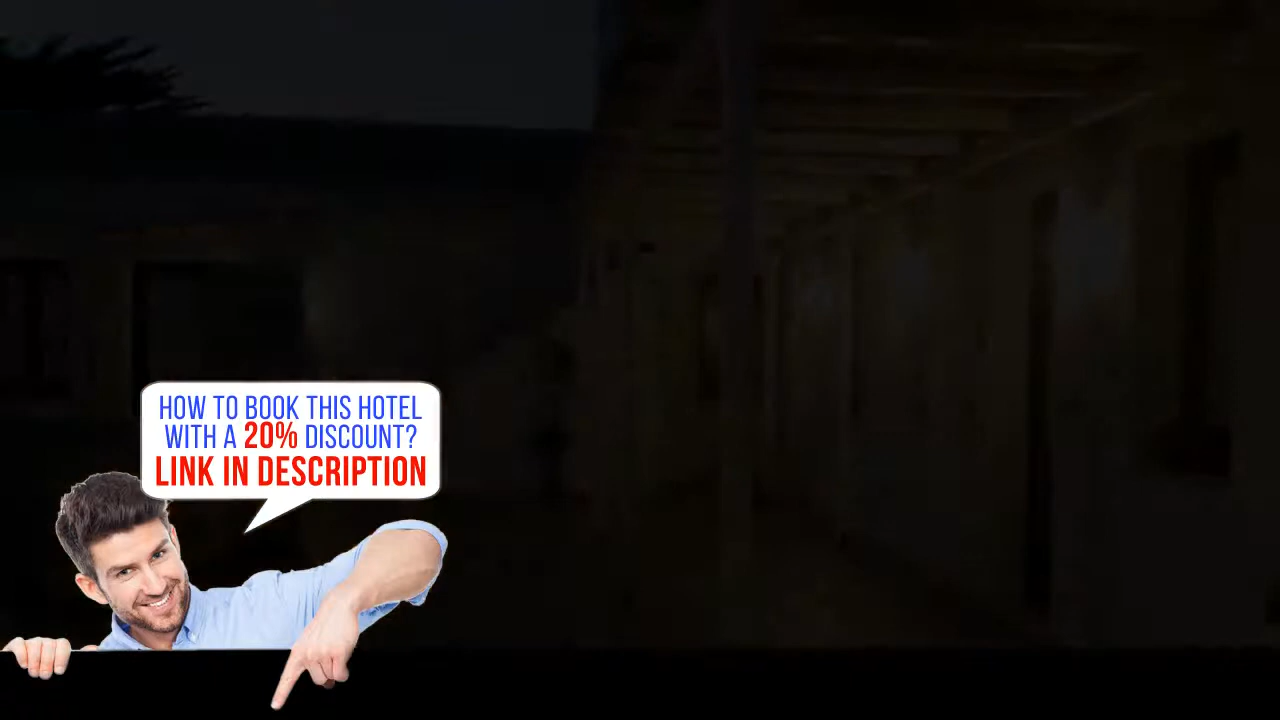 HOW TO BOOK THIS HOTEL
WITH A 20% DISCOUNT?
LINK IN DESCRIPTION